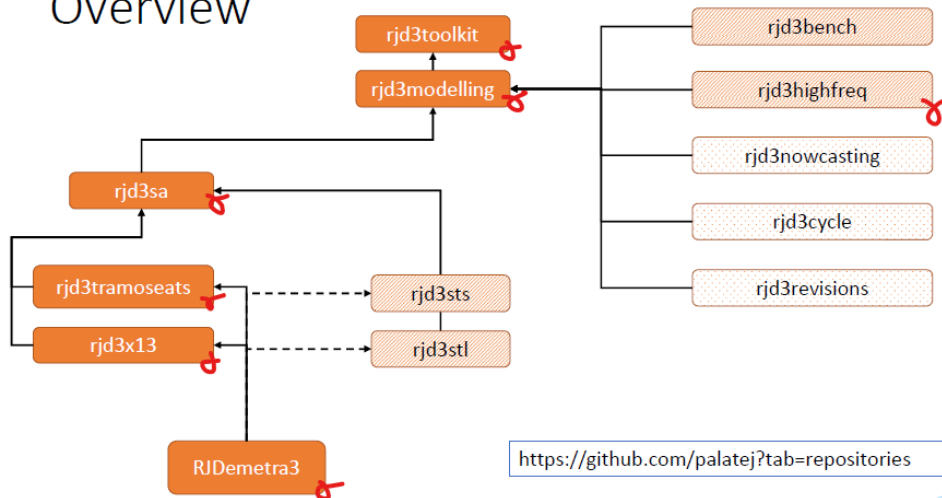 Overview
rjd3toolkit
rjd3modelling
rjd3bench
rjd3highfreq
rjd3nowcasting
rjd3cycle
rjd3revisions
rjd3sa
rjd3tramoseats
rjd3x13
rjd3sts
rjd3stl
RJDemetra3
https://github.com/palatej?tab=repositories